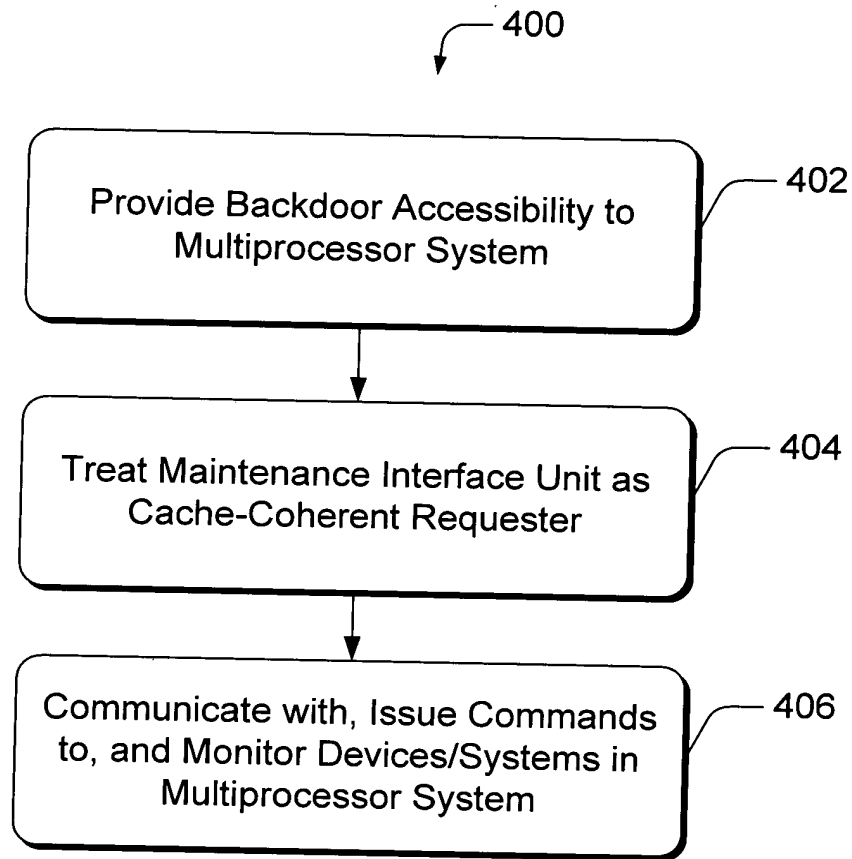 400
Provide Backdoor Accessibility to
Multiprocessor System
402
Treat Maintenance Interface Unit as
Cache-Coherent Requester
404
Communicate with, Issue Commands
to, and Monitor Devices/Systems in
Multiprocessor System
406